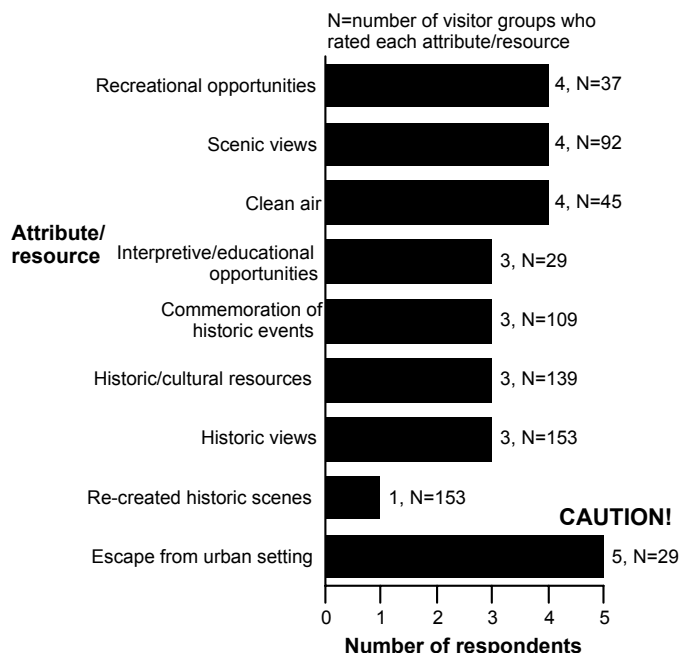 N=number of visitor groups who
rated each attribute/resource
Recreational opportunities
4, N=37
Scenic views
4, N=92
Clean air
4, N=45
Attribute/
resource
Interpretive/educational
opportunities
3, N=29
Commemoration of
historic events
3, N=109
Historic/cultural resources
3, N=139
Historic views
3, N=153
Re-created historic scenes
1, N=153
CAUTION!
Escape from urban setting
5, N=29
0 1 2 3 4 5
Number of respondents